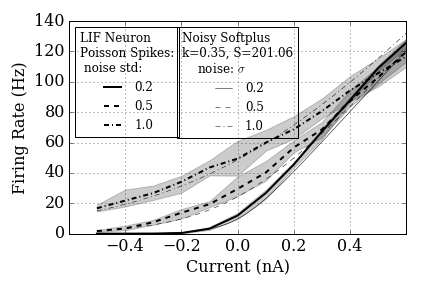 140
120
100
80
60
40
20
0
Firing Rate (Hz)
LIF Neuron
Poisson Spikes:
noise std:
0.2
0.5
1.0
Noisy Softplus
k=0.35, S=201.06
noise: σ
0.2
0.5
1.0
−0.4 −0.2 0.0 0.2 0.4
Current (nA)